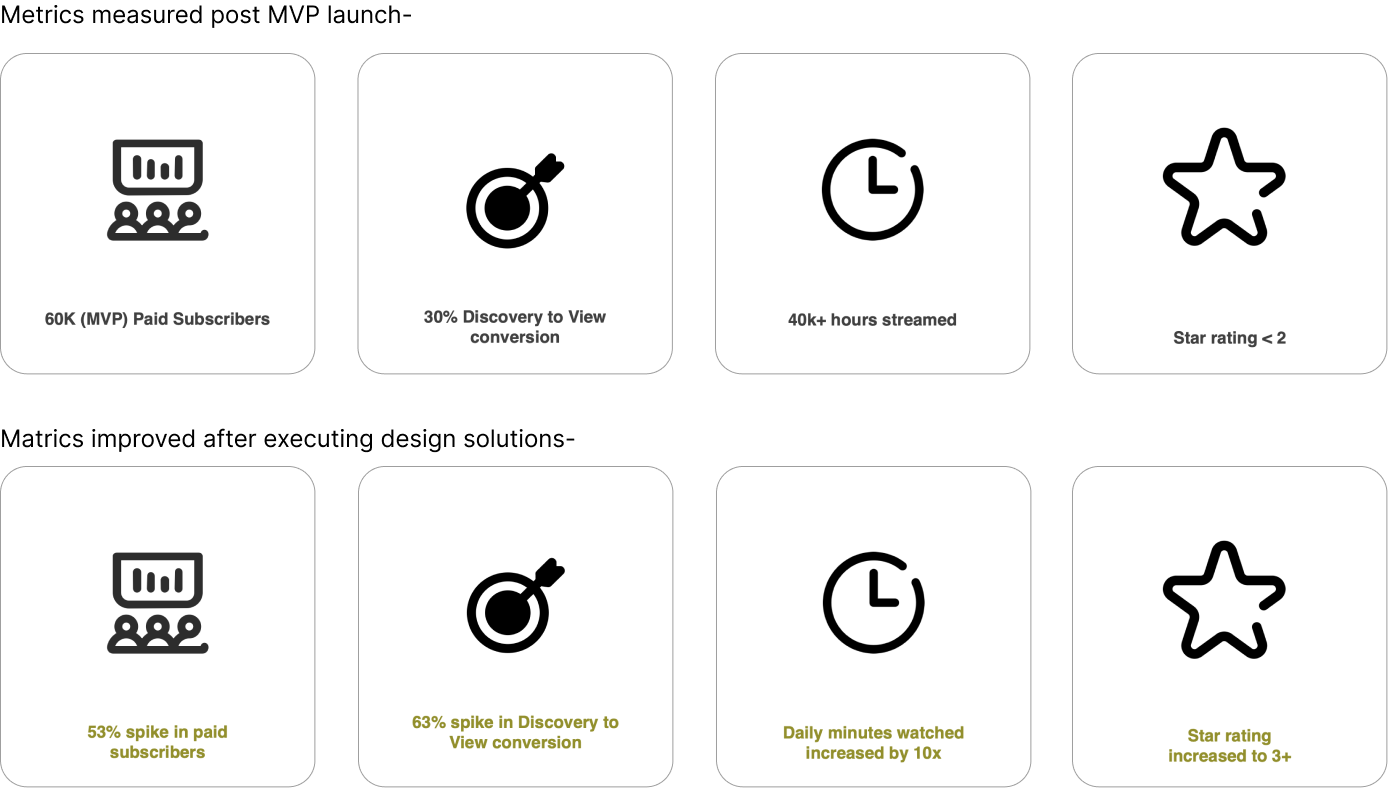 Metrics measured post MVP launch-
60K (MVP) Paid Subscribers
30% Discovery to View
conversion
40k+ hours streamed
Star rating < 2
Matrics improved after executing design solutions-
53% spike in paid
subscribers
63% spike in Discovery to
View conversion
Daily minutes watched
increased by 10x
Star rating
increased to 3+